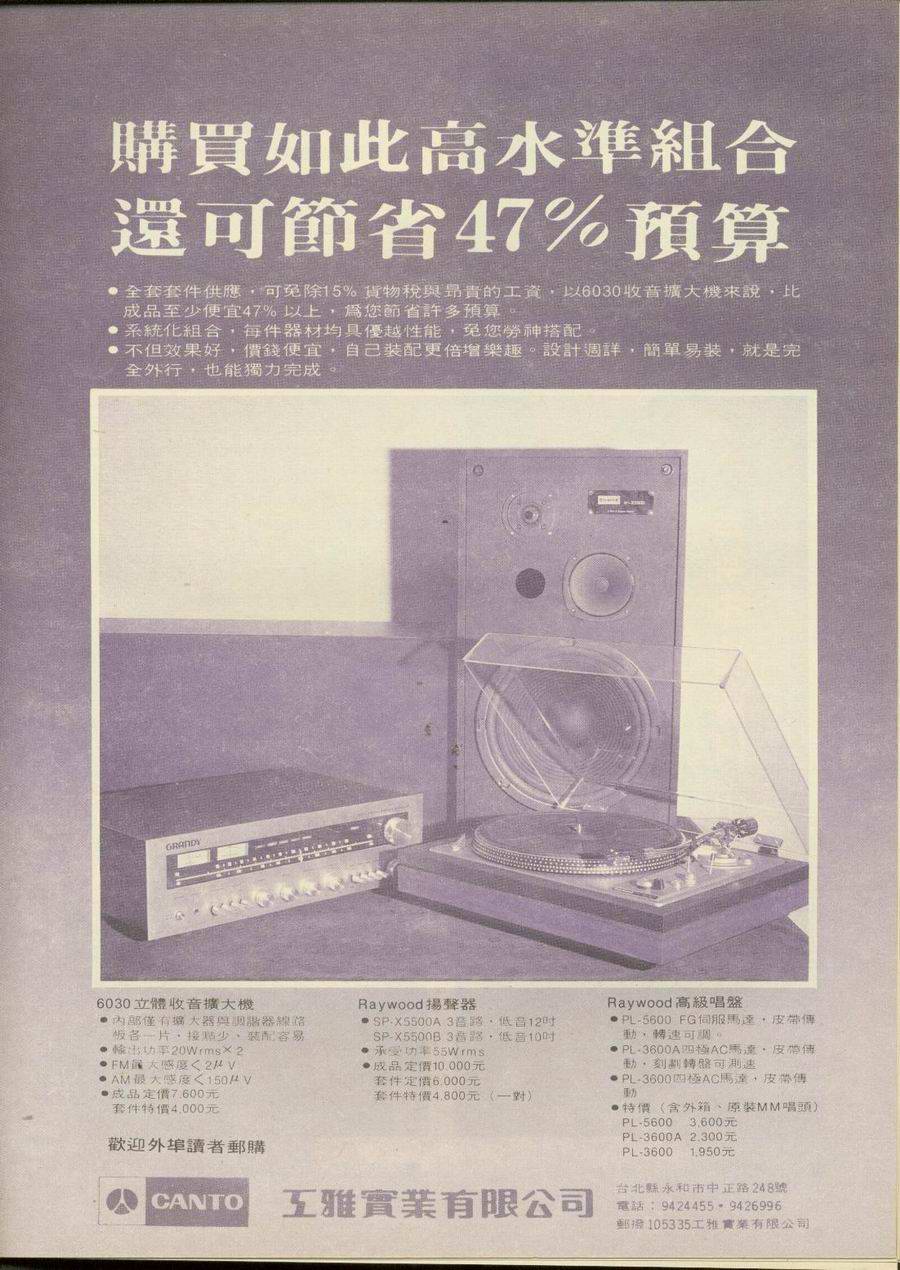 購買如此高水準組合
還可節省47%預算
● 全套套件供應，可免除15%貨物稅與昂貴的工資，以6030收音擴大機來說，比
成品至少便宜47%以上，為您節省許多預算。
● 系統化組合，每件器材均具優越性能，免您勞神搭配。
● 不但效果好，價錢便宜，自己裝配更倍增樂趣。設計週詳，簡單易裝，就是完
全外行，也能獨力完成。
GRANDY
6030立體收音擴大機
● 內部僅有擴大器與調諧器線路
板各一片，接點少，裝配容易
● 輸出功率20Wrms×2
● FM最大感度<2μV
● AM最大感度<150μV
● 成品定價7.600元
套件特價4.000元
Raywood揚聲器
● SP-X5500A 3音路，低音12吋
SP-X5500B 3音路，低音10吋
● 承受功率55Wrms
● 成品定價10.000元
套件定價6.000元
套件特價4.800元（一對）
Raywood高級唱盤
● PL-5600 FG伺服馬達，皮帶傳
動，轉速可調。
● PL-3600A四極AC馬達，皮帶傳
動，刻劃轉盤可測速
● PL-3600四極AC馬達，皮帶傳
動
● 特價（含外箱、原裝MM唱頭）
PL-5600 3,600元
PL-3600A 2.300元
PL-3600 1,950元
歡迎外埠讀者郵購
CANTO
工雅實業有限公司
台北縣永和市中正路248號
電話：9424455・9426996
郵撥105335工雅實業有限公司